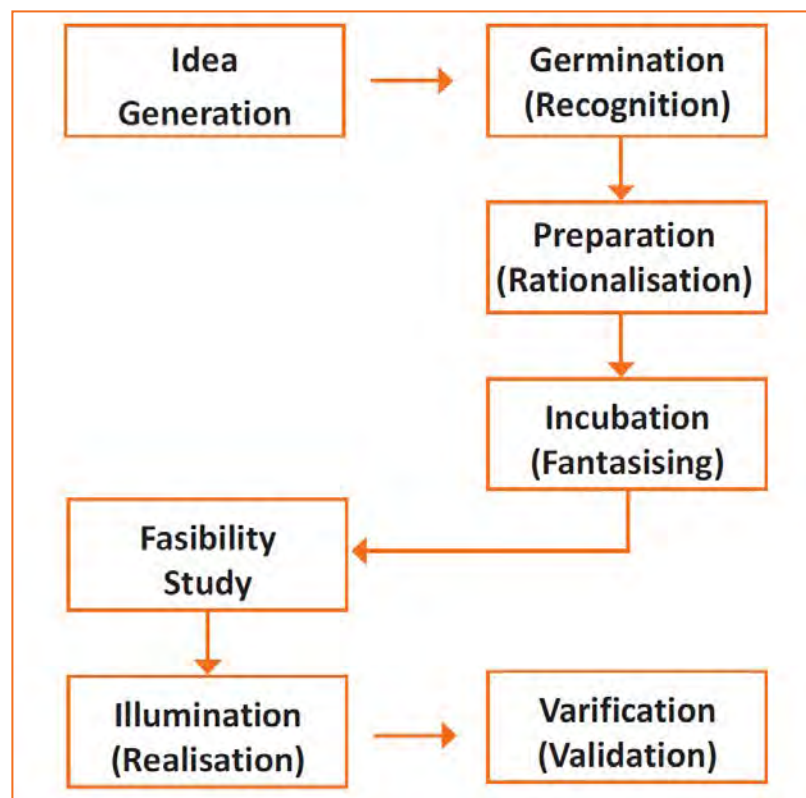 Idea
Generation
Germination
(Recognition)
Preparation
(Rationalisation)
Incubation
(Fantasising)
Fasibility
Study
Illumination
(Realisation)
Varification
(Validation)